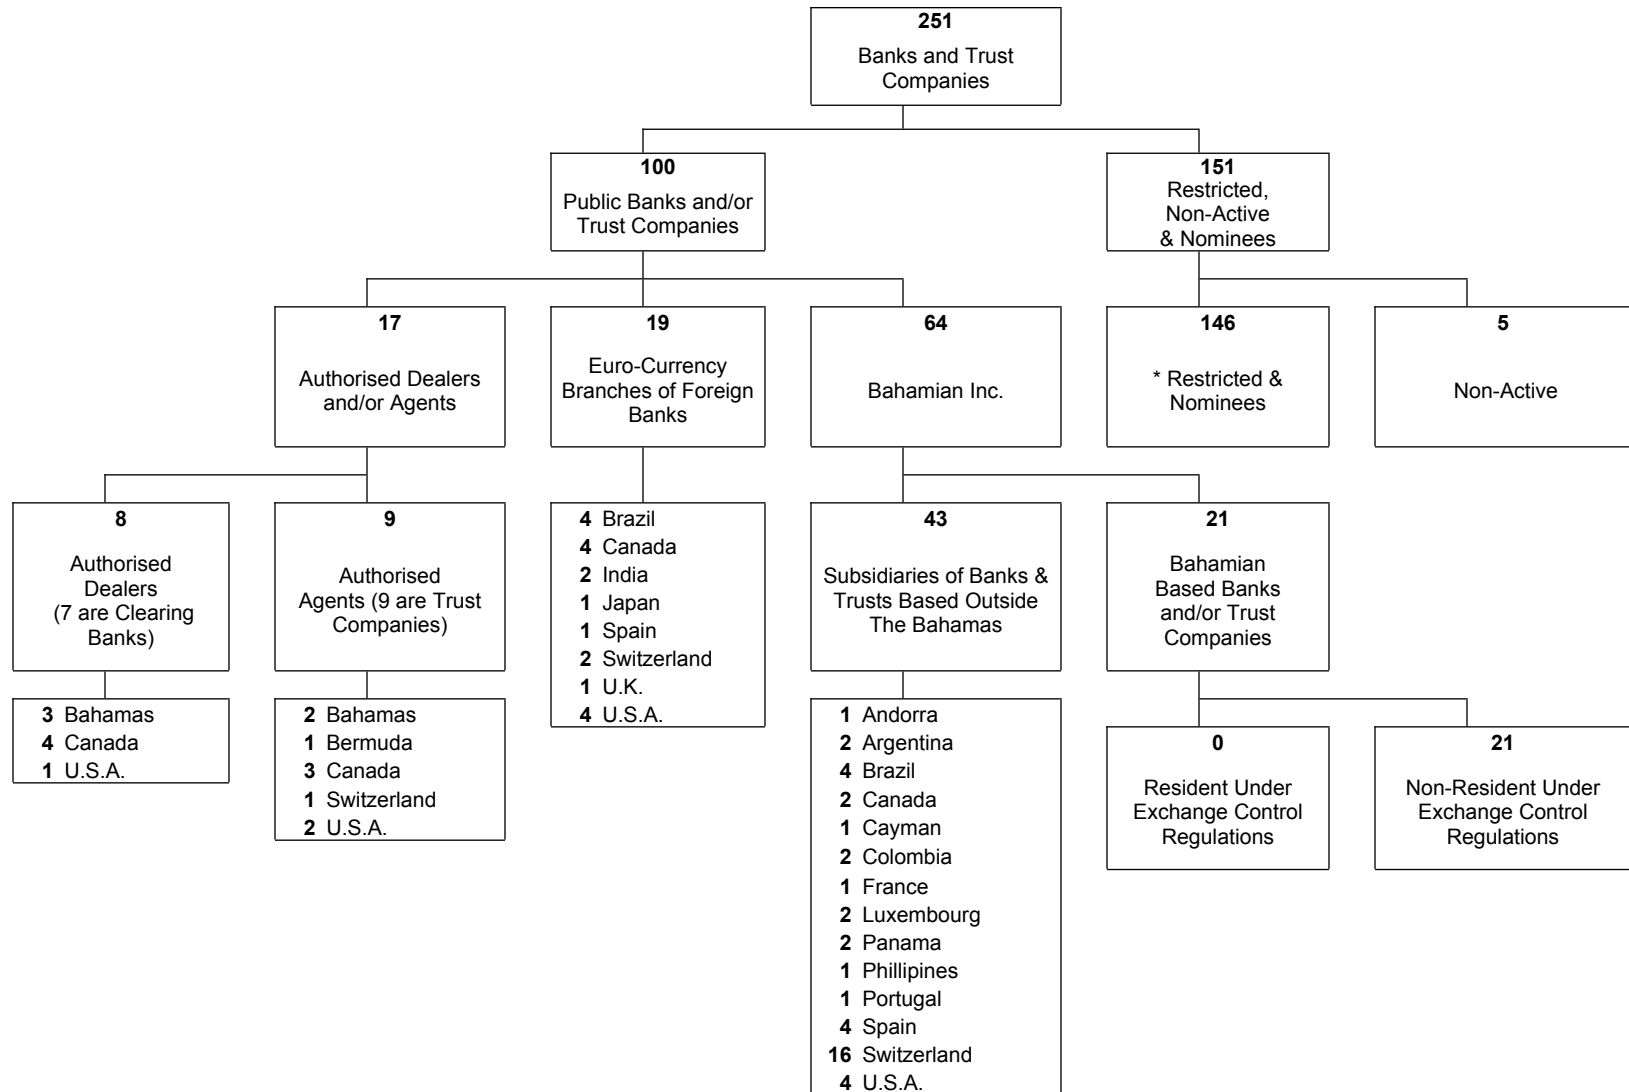 251
Banks and Trust
Companies
100
Public Banks and/or
Trust Companies
151
Restricted,
Non-Active
& Nominees
17
Authorised Dealers
and/or Agents
19
Euro-Currency
Branches of Foreign
Banks
64
Bahamian Inc.
146
* Restricted &
Nominees
5
Non-Active
8
Authorised
Dealers
(7 are Clearing
Banks)
9
Authorised
Agents (9 are Trust
Companies)
4 Brazil
4 Canada
2 India
1 Japan
1 Spain
2 Switzerland
1 U.K.
4 U.S.A.
43
Subsidiaries of Banks &
Trusts Based Outside
The Bahamas
21
Bahamian
Based Banks
and/or Trust
Companies
3 Bahamas
4 Canada
1 U.S.A.
2 Bahamas
1 Bermuda
3 Canada
1 Switzerland
2 U.S.A.
1 Andorra
2 Argentina
4 Brazil
2 Canada
1 Cayman
2 Colombia
1 France
2 Luxembourg
2 Panama
1 Phillipines
1 Portugal
4 Spain
16 Switzerland
4 U.S.A.
0
Resident Under
Exchange Control
Regulations
21
Non-Resident Under
Exchange Control
Regulations